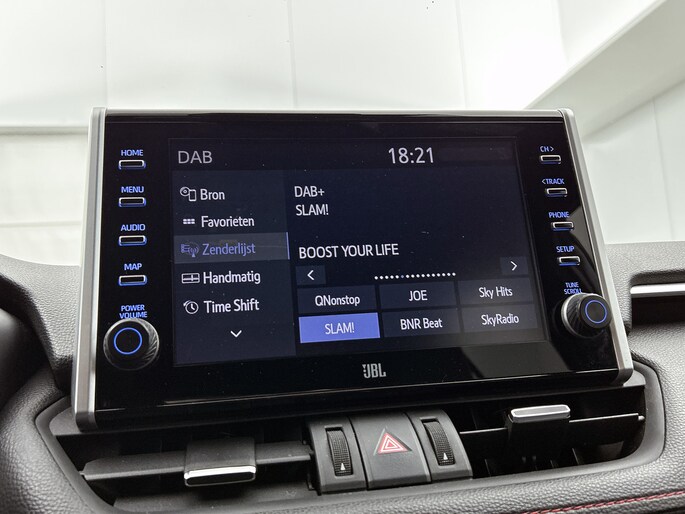 HOME
MENU
AUDIO
MAP
POWER
VOLUME
DAB
18:21
Bron
Favorieten
Zenderlijst
Handmatig
Time Shift
DAB+
SLAM!
BOOST YOUR LIFE
QNonstop
JOE
Sky Hits
SLAM!
BNR Beat
SkyRadio
CH >
< TRACK
PHONE
SETUP
TUNE
SCROLL
JBL